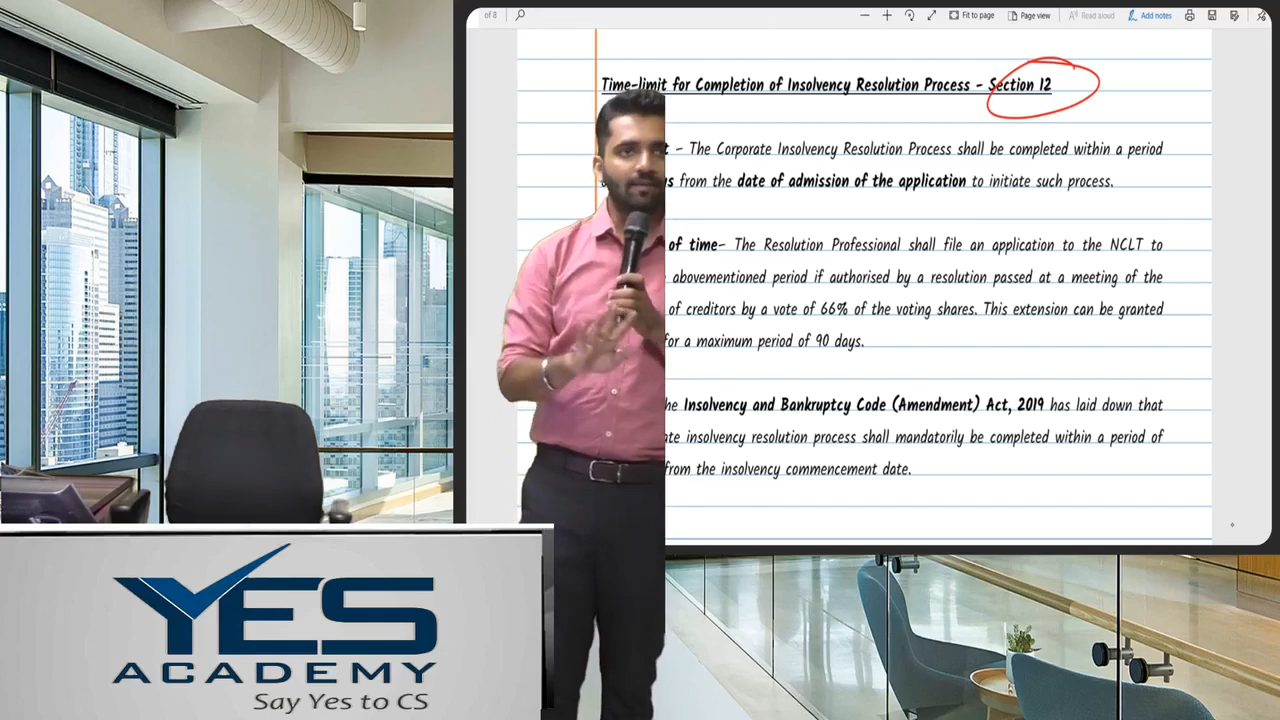 of 8
Fit to page
Page view
Read aloud
Add notes
Time-limit for Completion of Insolvency Resolution Process - Section 12
– The Corporate Insolvency Resolution Process shall be completed within a period
from the date of admission of the application to initiate such process.
of time– The Resolution Professional shall file an application to the NCLT to
abovementioned period if authorised by a resolution passed at a meeting of the
of creditors by a vote of 66% of the voting shares. This extension can be granted
for a maximum period of 90 days.
Insolvency and Bankruptcy Code (Amendment) Act, 2019 has laid down that
insolvency resolution process shall mandatorily be completed within a period of
from the insolvency commencement date.
YES
ACADEMY
Say Yes to CS